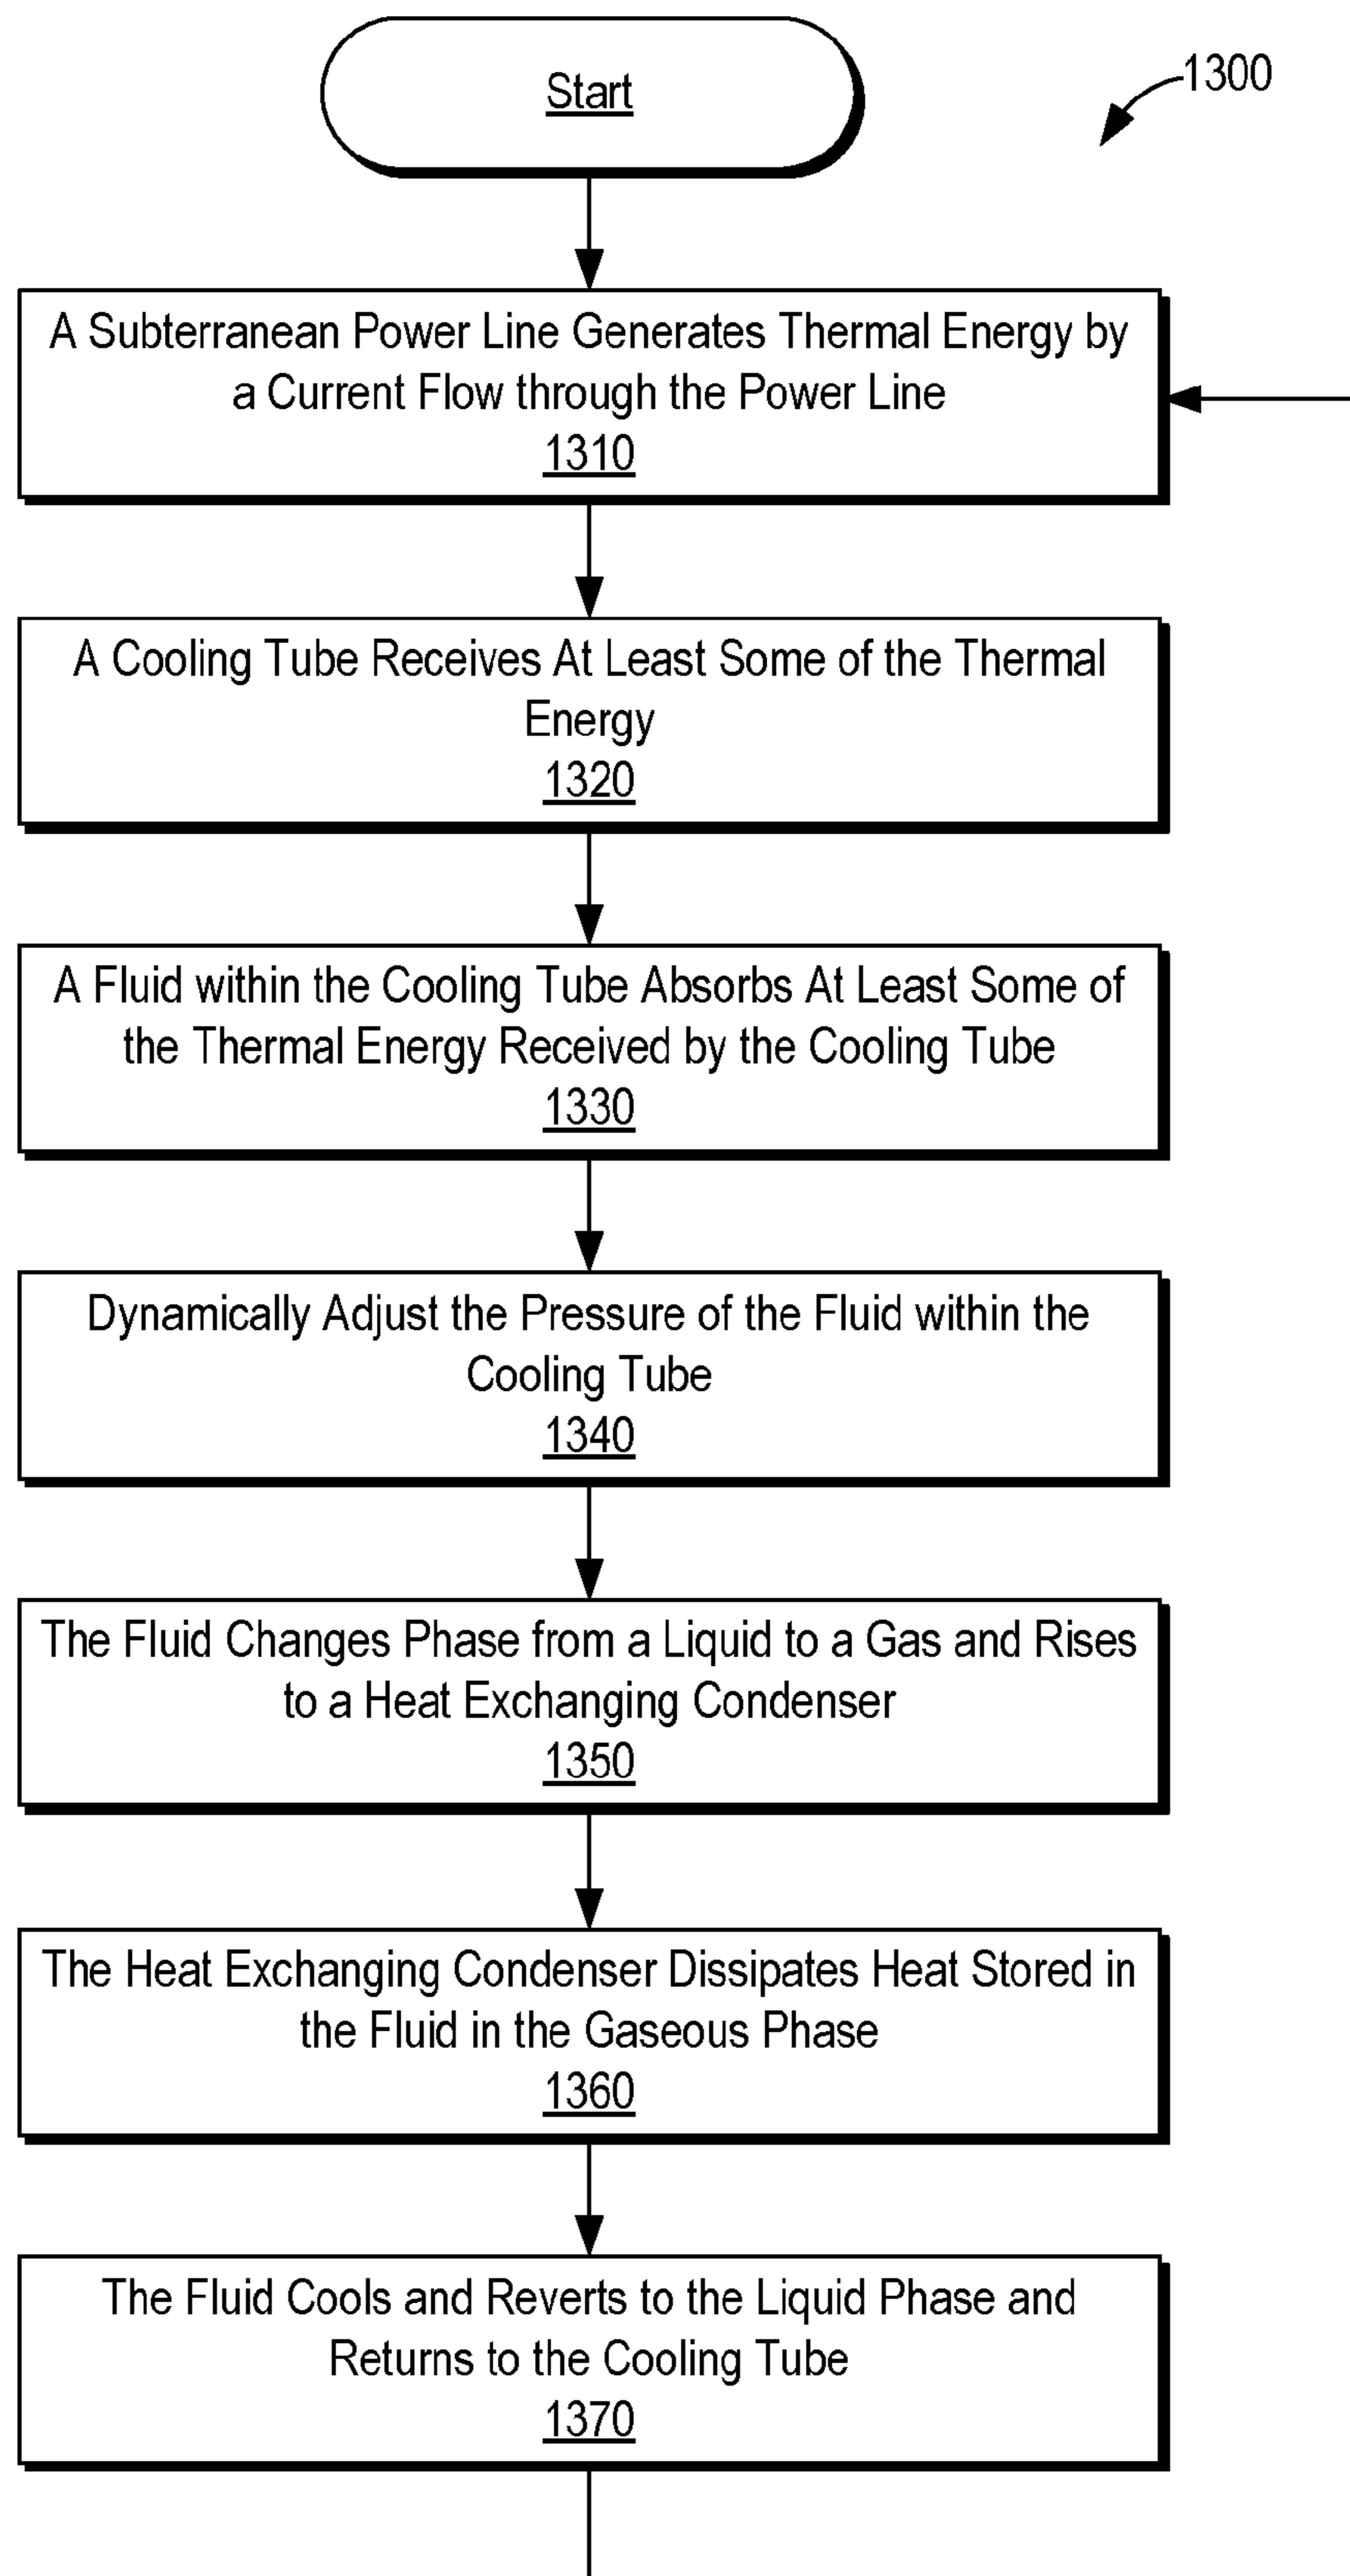 Start
1300
A Subterranean Power Line Generates Thermal Energy by
a Current Flow through the Power Line
1310
A Cooling Tube Receives At Least Some of the Thermal
Energy
1320
A Fluid within the Cooling Tube Absorbs At Least Some of
the Thermal Energy Received by the Cooling Tube
1330
Dynamically Adjust the Pressure of the Fluid within the
Cooling Tube
1340
The Fluid Changes Phase from a Liquid to a Gas and Rises
to a Heat Exchanging Condenser
1350
The Heat Exchanging Condenser Dissipates Heat Stored in
the Fluid in the Gaseous Phase
1360
The Fluid Cools and Reverts to the Liquid Phase and
Returns to the Cooling Tube
1370